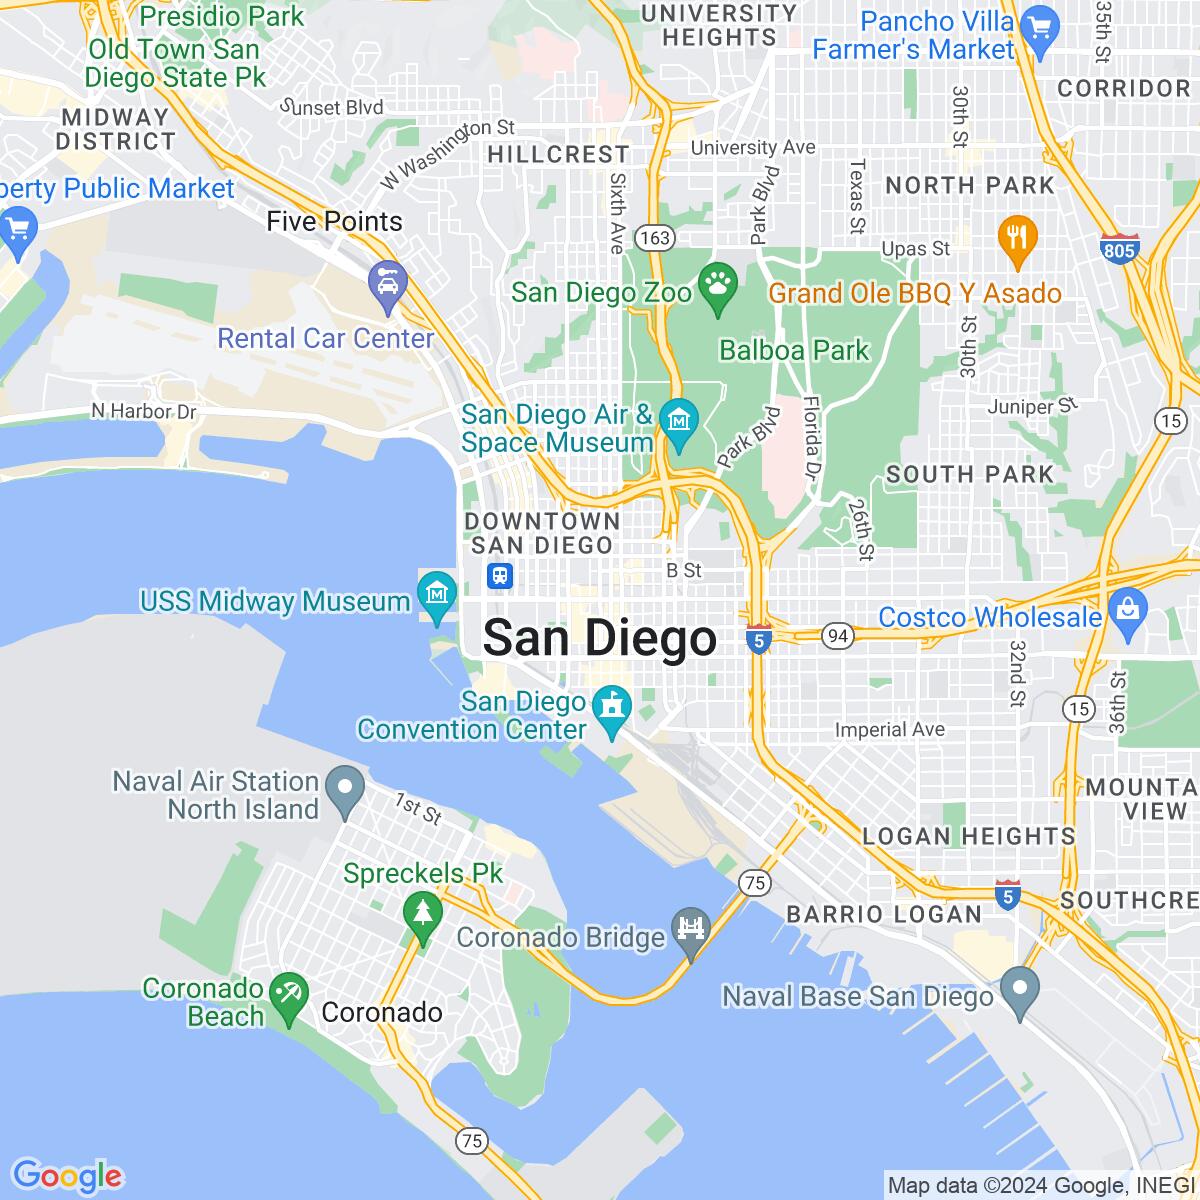 Presidio Park
UNIVERSITY
HEIGHTS
Pancho Villa
Farmer's Market
35th St
Old Town San
Diego State Pk
CORRIDOR
Sunset Blvd
MIDWAY
DISTRICT
W Washington St
30th St
HILLCREST
University Ave
Liberty Public Market
Sixth Ave
Park Blvd
Texas St
NORTH PARK
Five Points
163
Upas St
805
San Diego Zoo
Grand Ole BBQ Y Asado
Rental Car Center
Balboa Park
30th St
N Harbor Dr
San Diego Air &
Space Museum
Park Blvd
Florida Dr
Juniper St
15
SOUTH PARK
DOWNTOWN
SAN DIEGO
26th St
B St
USS Midway Museum
Costco Wholesale
San Diego
5
94
32nd St
39th St
San Diego
Convention Center
15
Imperial Ave
Naval Air Station
North Island
1st St
MOUNTA
VIEW
LOGAN HEIGHTS
Spreckels Pk
75
5
SOUTHCRE
BARRIO LOGAN
Coronado Bridge
Coronado
Beach
Coronado
Naval Base San Diego
75
Google
Map data ©2024 Google, INEGI